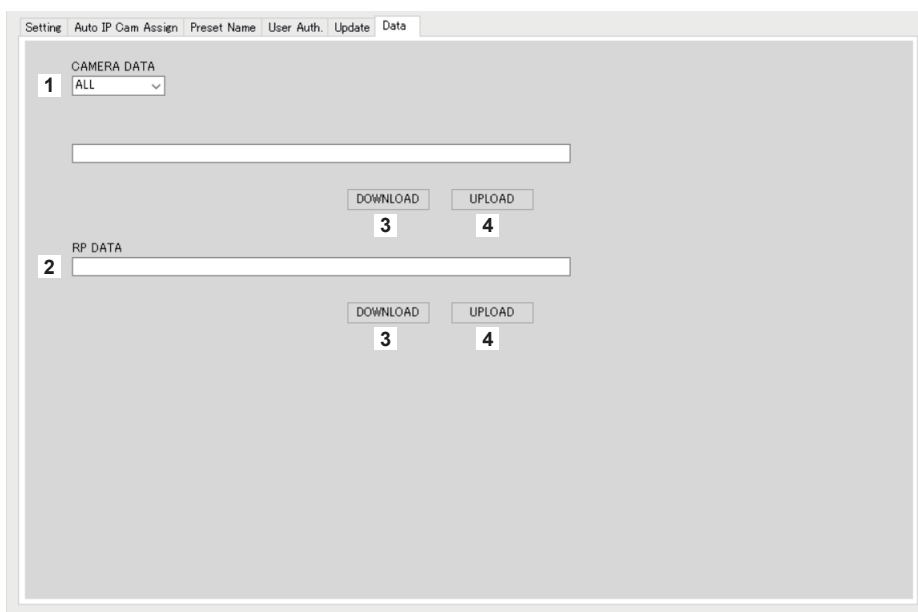 Setting Auto IP Cam Assign Preset Name User Auth. Update Data
CAMERA DATA
1 ALL
DOWNLOAD UPLOAD
3 4
RP DATA
2
DOWNLOAD UPLOAD
3 4